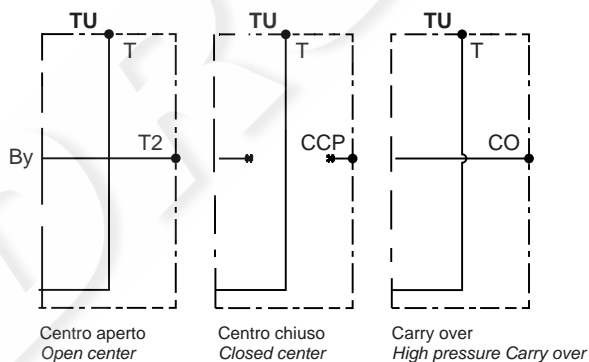 TU TU TU
T T T
By T2 CCP CO
Centro aperto Centro chiuso Carry over
Open center Closed center High pressure Carry over